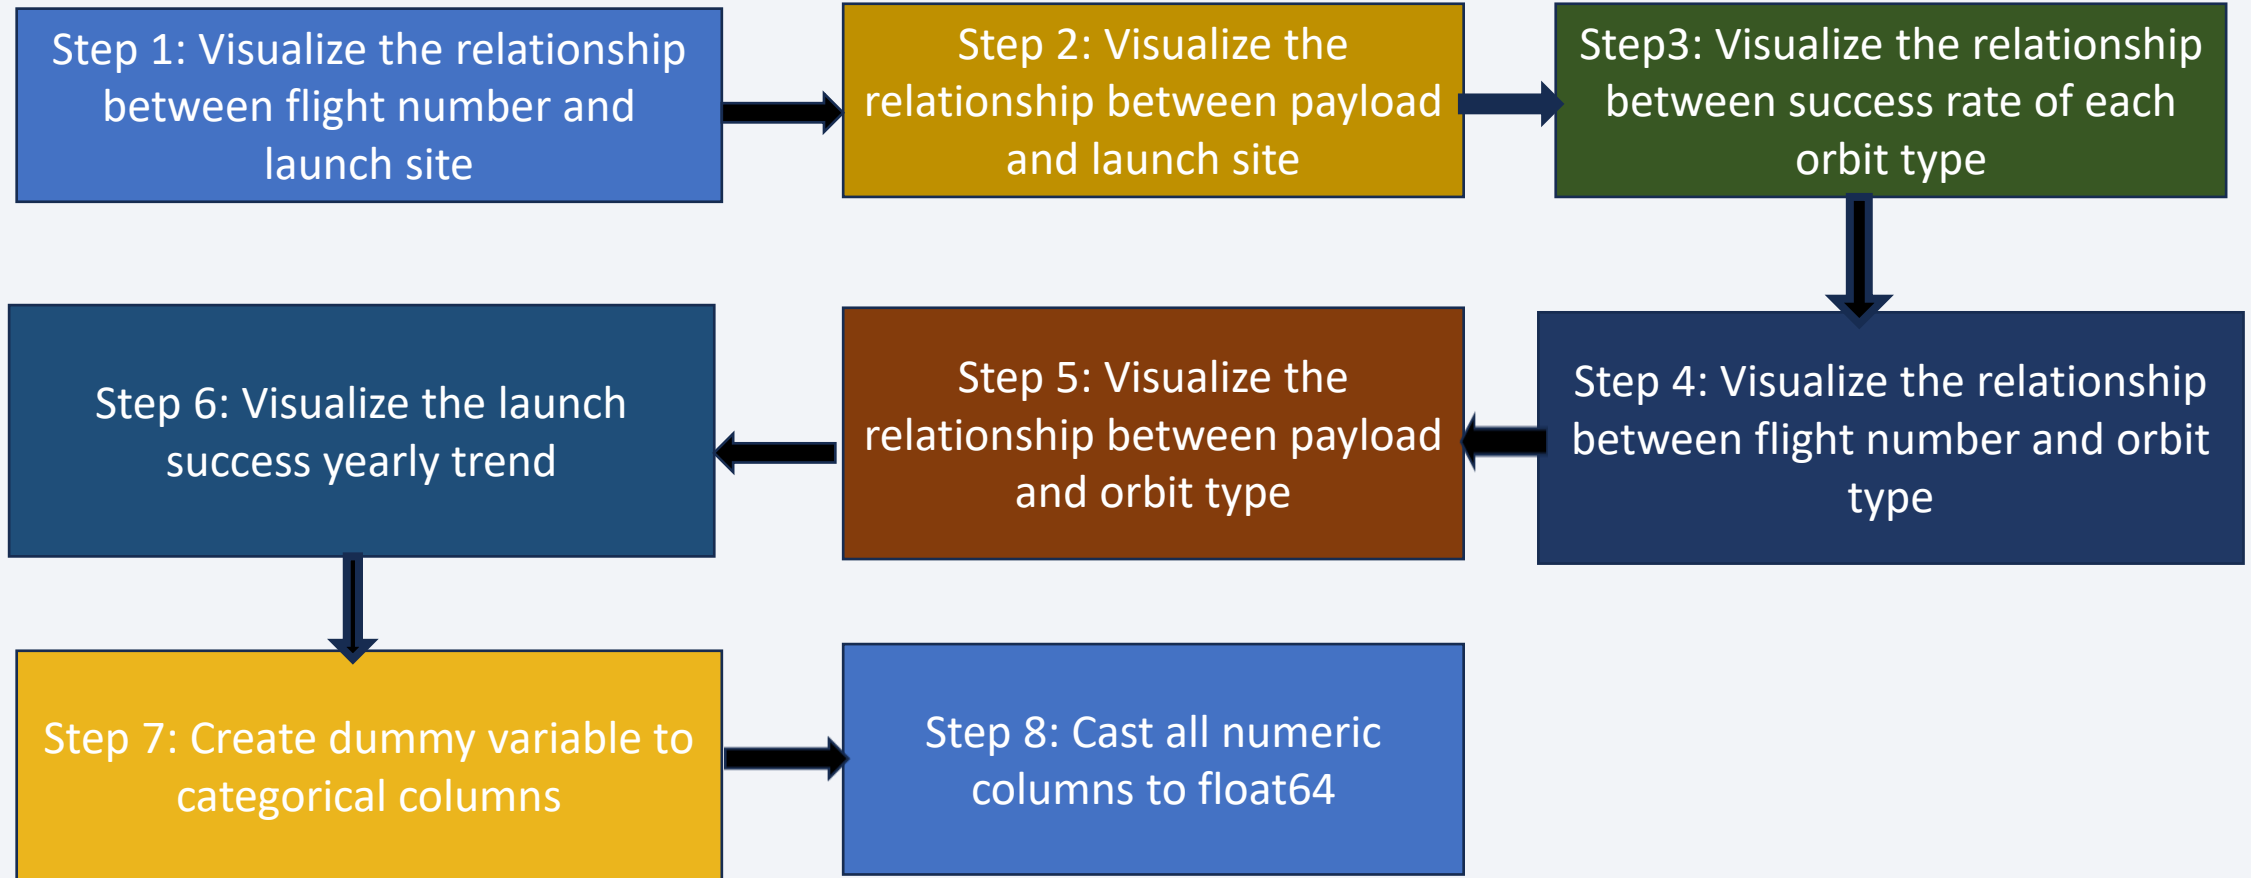 Step 1: Visualize the relationship
between flight number and
launch site
Step 2: Visualize the
relationship between payload
and launch site
Step3: Visualize the relationship
between success rate of each
orbit type
Step 4: Visualize the relationship
between flight number and orbit
type
Step 5: Visualize the
relationship between payload
and orbit type
Step 6: Visualize the launch
success yearly trend
Step 7: Create dummy variable to
categorical columns
Step 8: Cast all numeric
columns to float64